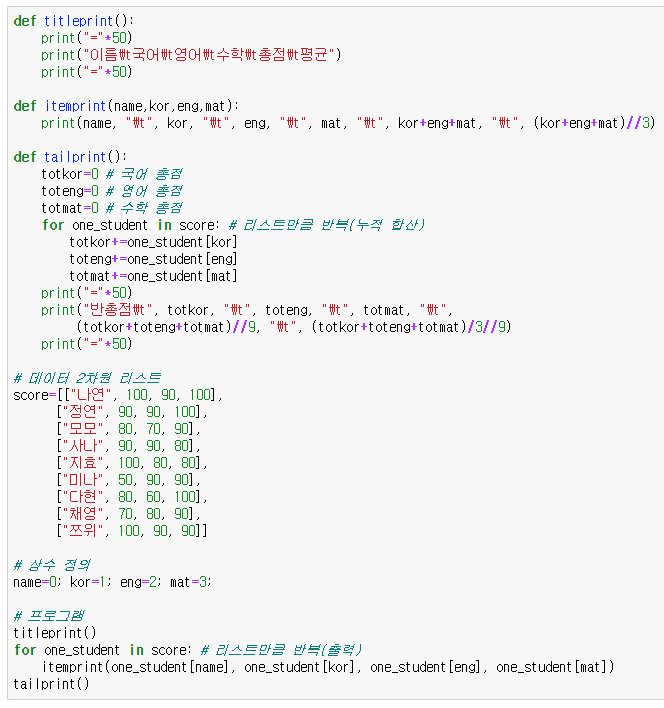 def titleprint():
    print("="*50)
    print("이름₩t국어₩t영어₩t수학₩t총점₩t평균")
    print("="*50)

def itemprint(name,kor,eng,mat):
    print(name, "₩t", kor, "₩t", eng, "₩t", mat, "₩t", kor+eng+mat, "₩t", (kor+eng+mat)//3)

def tailprint():
    totkor=0 # 국어 총점
    toteng=0 # 영어 총점
    totmat=0 # 수학 총점
    for one_student in score: # 리스트만큼 반복(누적 합산)
        totkor+=one_student[kor]
        toteng+=one_student[eng]
        totmat+=one_student[mat]
    print("="*50)
    print("반총점₩t", totkor, "₩t", toteng, "₩t", totmat, "₩t",
         (totkor+toteng+totmat)//9, "₩t", (totkor+toteng+totmat)/3//9)
    print("="*50)

# 데이터 2차원 리스트
score=[["나연", 100, 90, 100],
      ["정연", 90, 90, 100],
      ["모모", 80, 70, 90],
      ["사나", 90, 90, 80],
      ["지효", 100, 80, 80],
      ["미나", 50, 90, 90],
      ["다현", 80, 60, 100],
      ["채영", 70, 80, 90],
      ["쯔위", 100, 90, 90]]

# 상수 정의
name=0; kor=1; eng=2; mat=3;

# 프로그램
titleprint()
for one_student in score: # 리스트만큼 반복(출력)
    itemprint(one_student[name], one_student[kor], one_student[eng], one_student[mat])
tailprint()